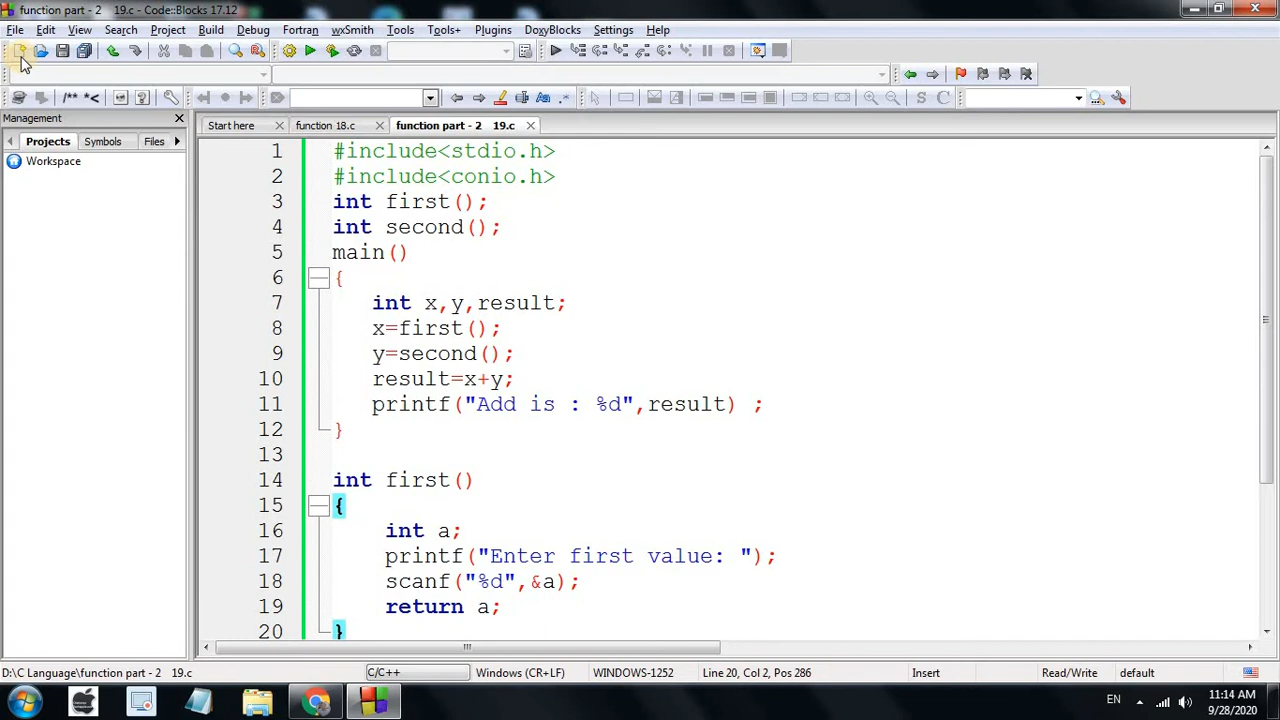 function part - 2    19.c - Code::Blocks 17.12
File Edit View Search Project Build Debug Fortran wxSmith Tools Tools+ Plugins DoxyBlocks Settings Help
/** *<
S C
Management
Projects Symbols Files
Workspace
Start here function 18.c function part - 2    19.c
1 #include<stdio.h>
2 #include<conio.h>
3 int first();
4 int second();
5 main()
6 {
7 int x,y,result;
8 x=first();
9 y=second();
10 result=x+y;
11 printf("Add is : %d",result) ;
12 }
13
14 int first()
15 {
16 int a;
17 printf("Enter first value: ");
18 scanf("%d",&a);
19 return a;
20 }
D:\C Language\function part - 2    19.c C/C++ Windows (CR+LF) WINDOWS-1252 Line 20, Col 2, Pos 286 Insert Read/Write default
EN 11:14 AM
9/28/2020